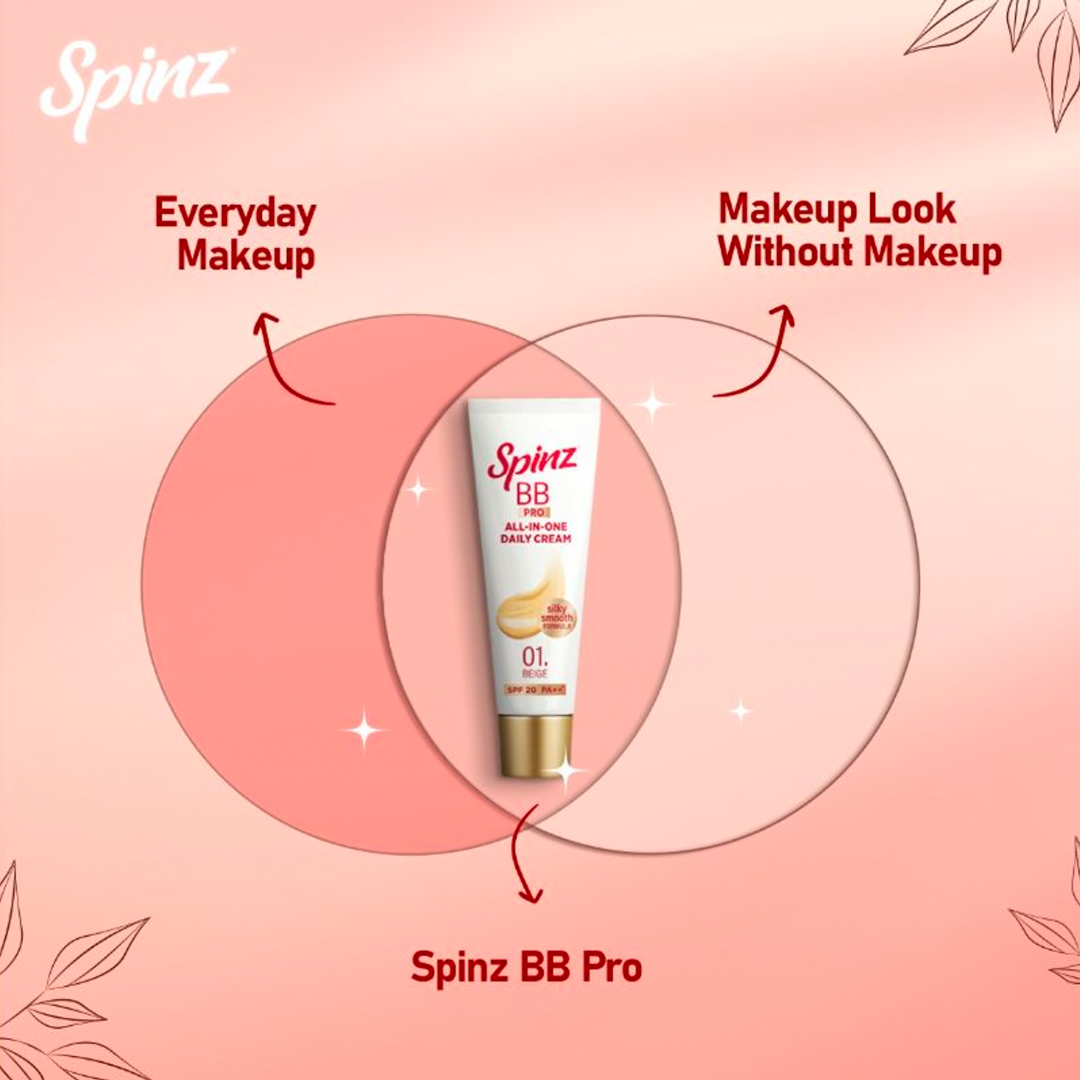 Spinz
Everyday
Makeup
Makeup Look
Without Makeup
Spinz
BB
PRO
ALL-IN-ONE
DAILY CREAM
silky
smooth
FORMULA
01.
BEIGE
SPF 20 PA++
Spinz BB Pro